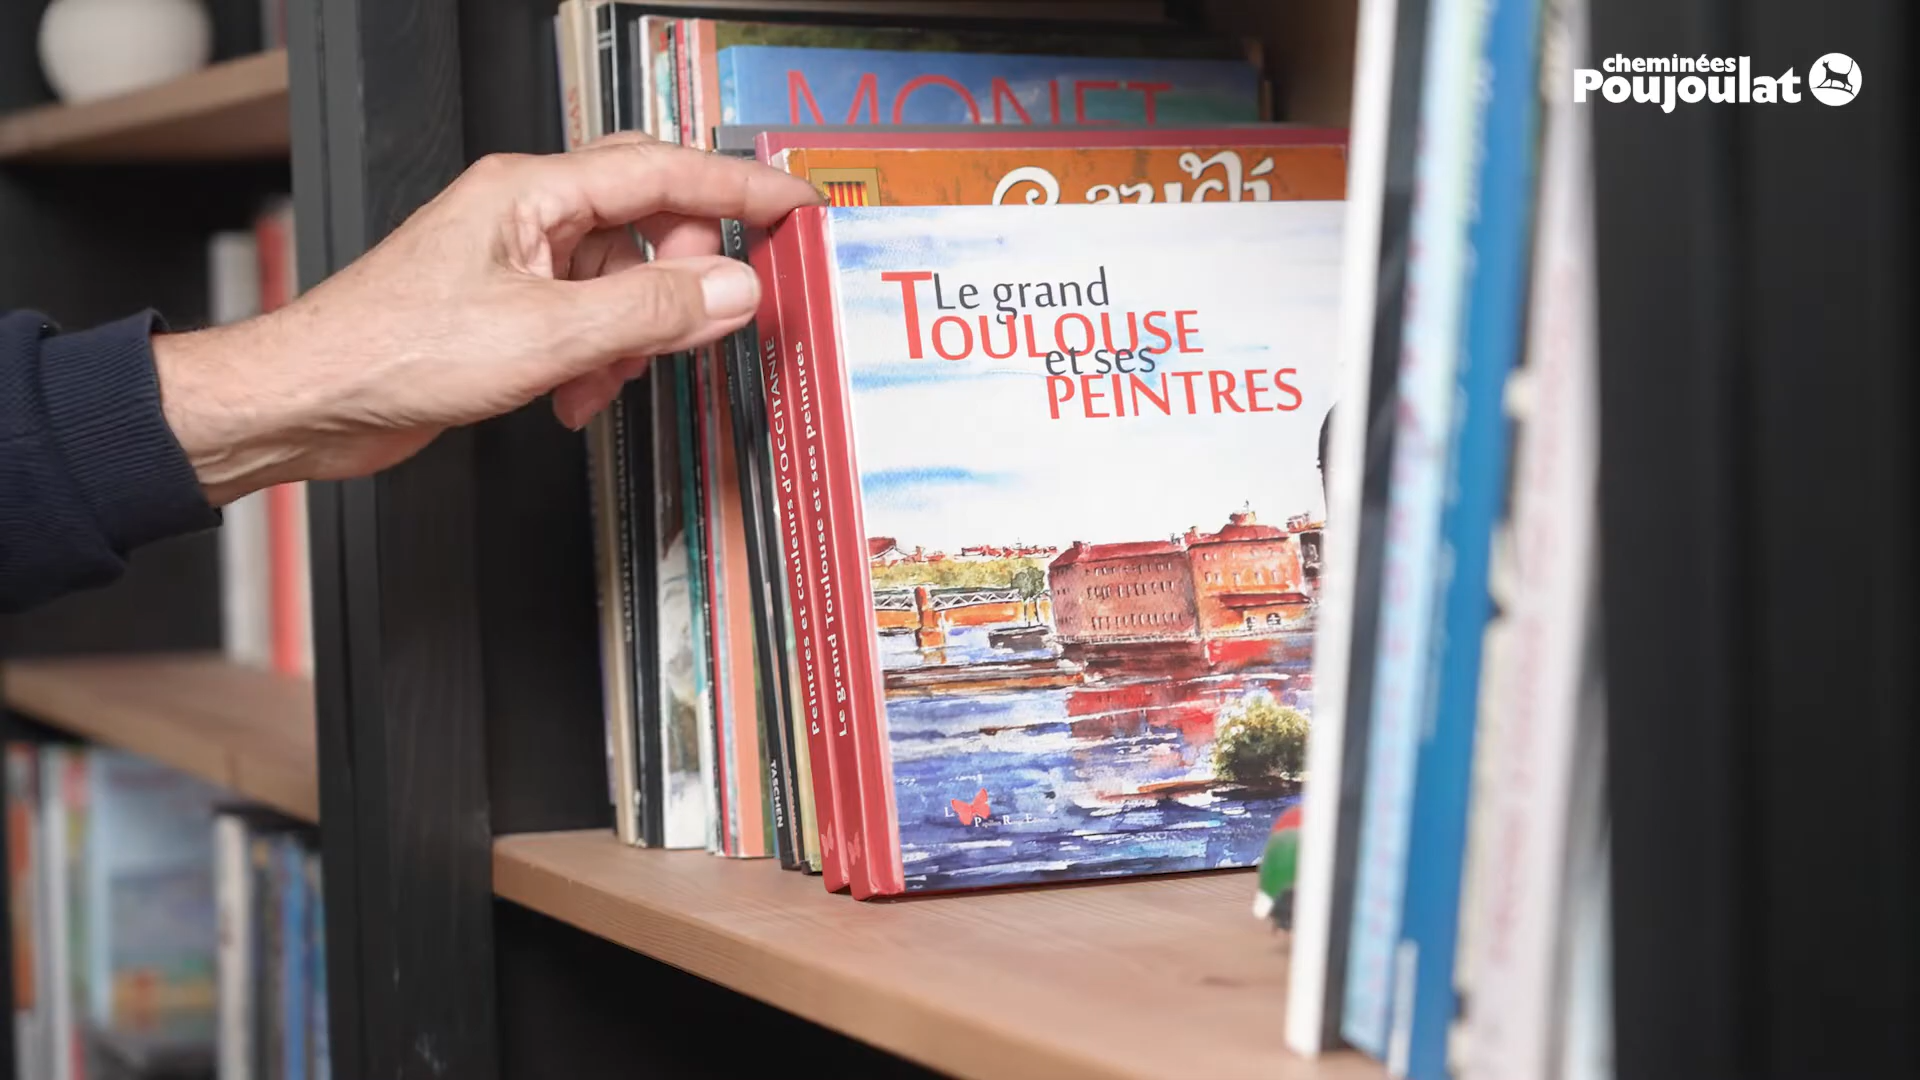 cheminées
Poujoulat
MONET
Gaudí
Le grand
TOULOUSE
et ses
PEINTRES
Peintres et couleurs d'OCCITANIE
Le grand Toulouse et ses peintres
TASCHEN